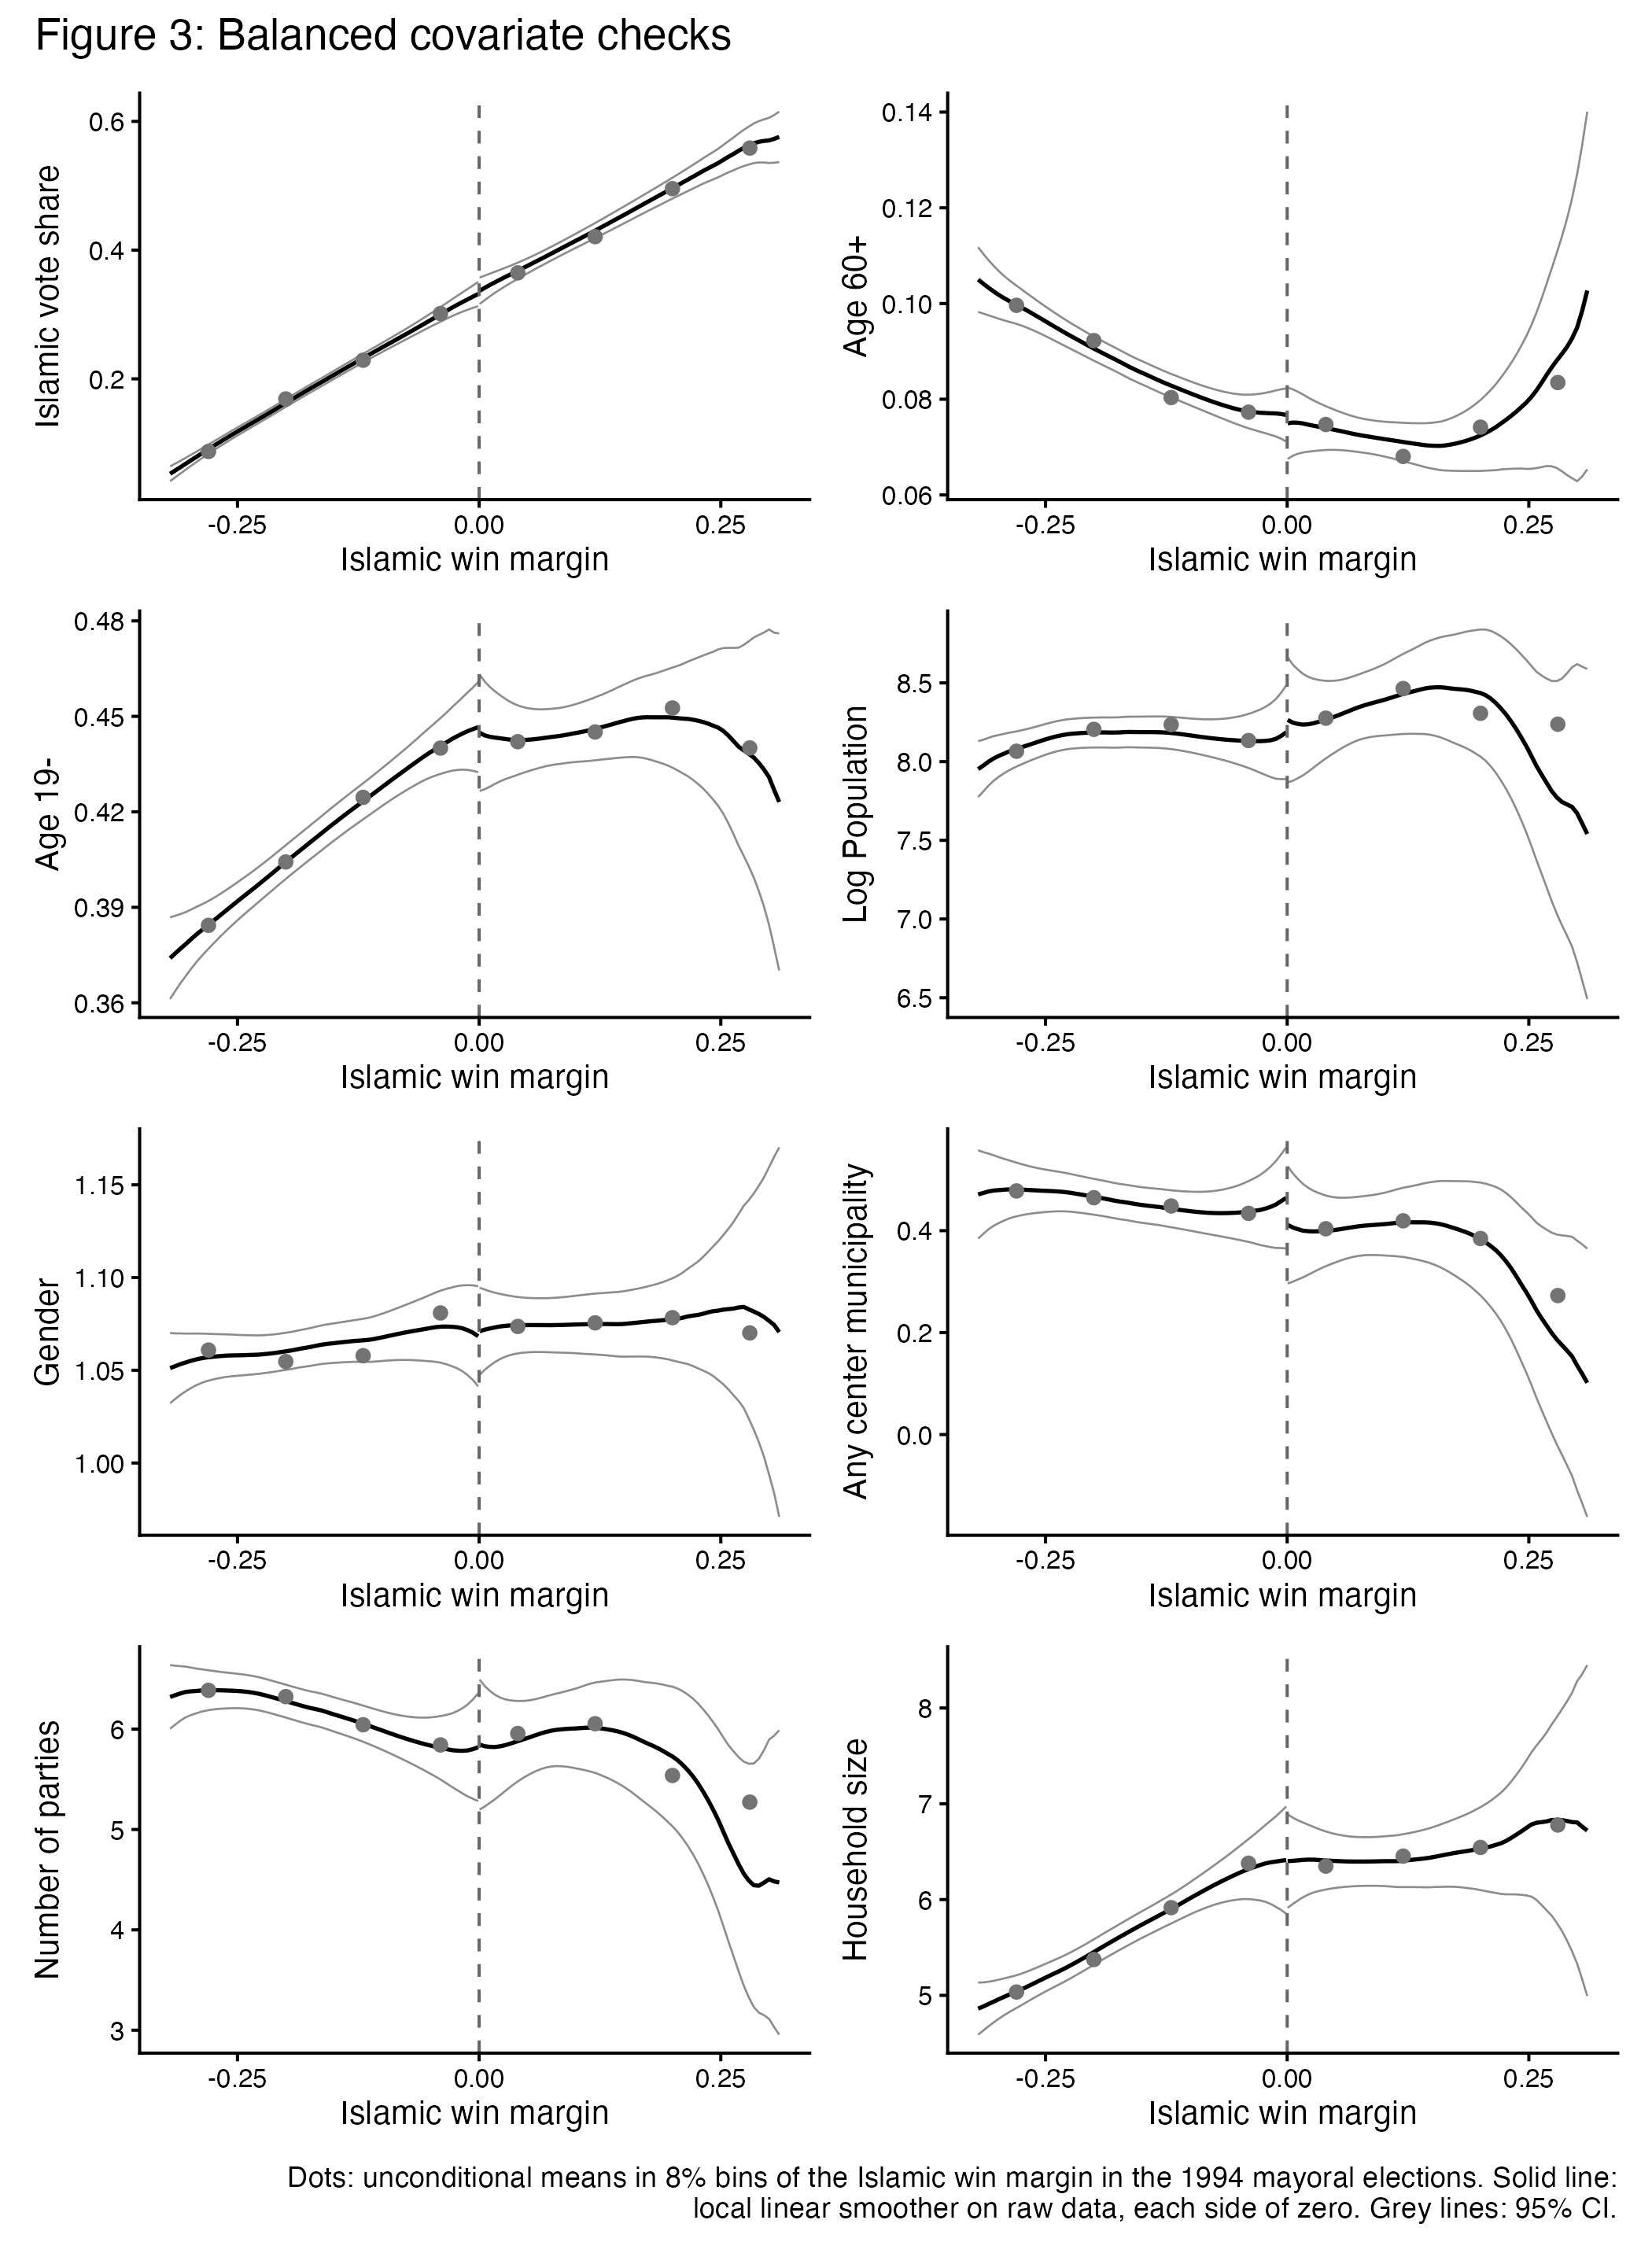 Figure 3: Balanced covariate checks
Islamic vote share
0.6
0.4
0.2
-0.25 0.00 0.25
Islamic win margin
Age 60+
0.14
0.12
0.10
0.08
0.06
-0.25 0.00 0.25
Islamic win margin
Age 19-
0.48
0.45
0.42
0.39
0.36
-0.25 0.00 0.25
Islamic win margin
Log Population
8.5
8.0
7.5
7.0
6.5
-0.25 0.00 0.25
Islamic win margin
Gender
1.15
1.10
1.05
1.00
-0.25 0.00 0.25
Islamic win margin
Any center municipality
0.4
0.2
0.0
-0.25 0.00 0.25
Islamic win margin
Number of parties
6
5
4
3
-0.25 0.00 0.25
Islamic win margin
Household size
8
7
6
5
-0.25 0.00 0.25
Islamic win margin
Dots: unconditional means in 8% bins of the Islamic win margin in the 1994 mayoral elections. Solid line:
local linear smoother on raw data, each side of zero. Grey lines: 95% CI.